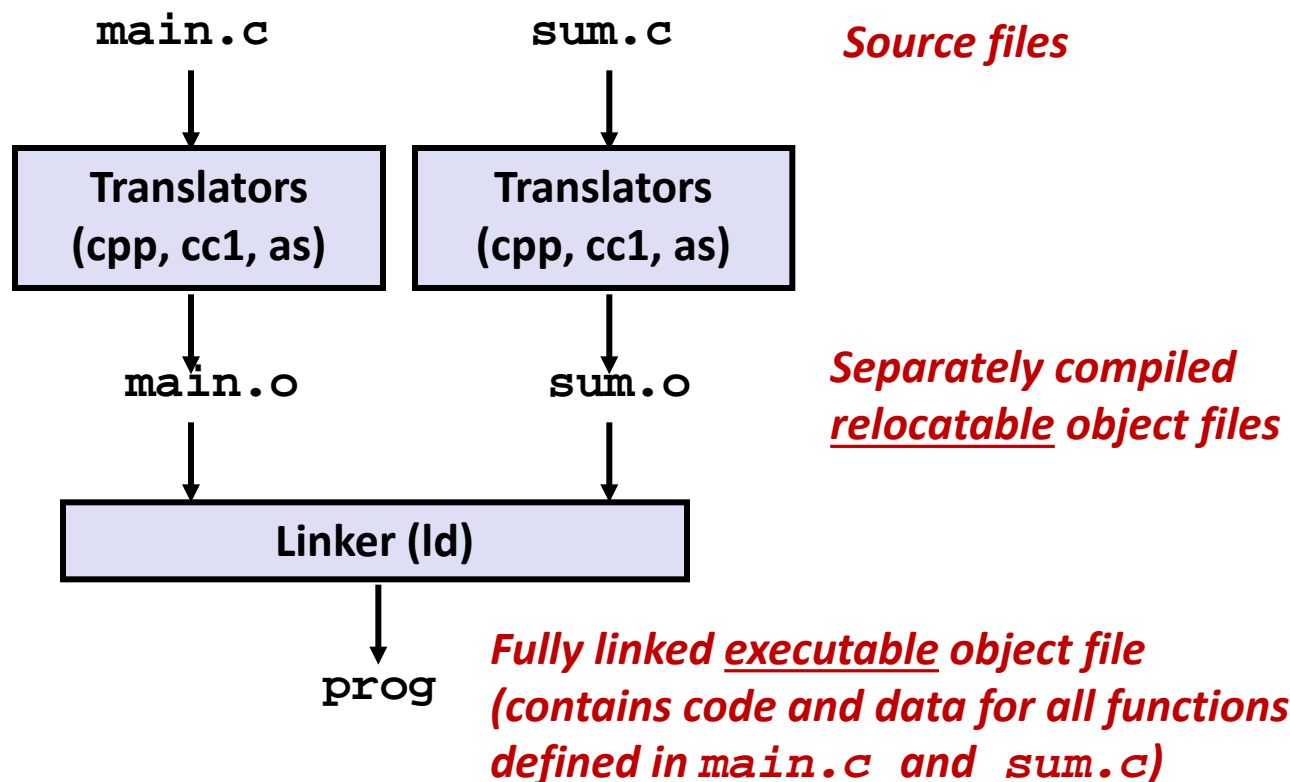 main.c
sum.c
Source files
Translators
(cpp, cc1, as)
Translators
(cpp, cc1, as)
main.o
sum.o
Separately compiled
relocatable object files
Linker (ld)
prog
Fully linked executable object file
(contains code and data for all functions
defined in main.c and sum.c)